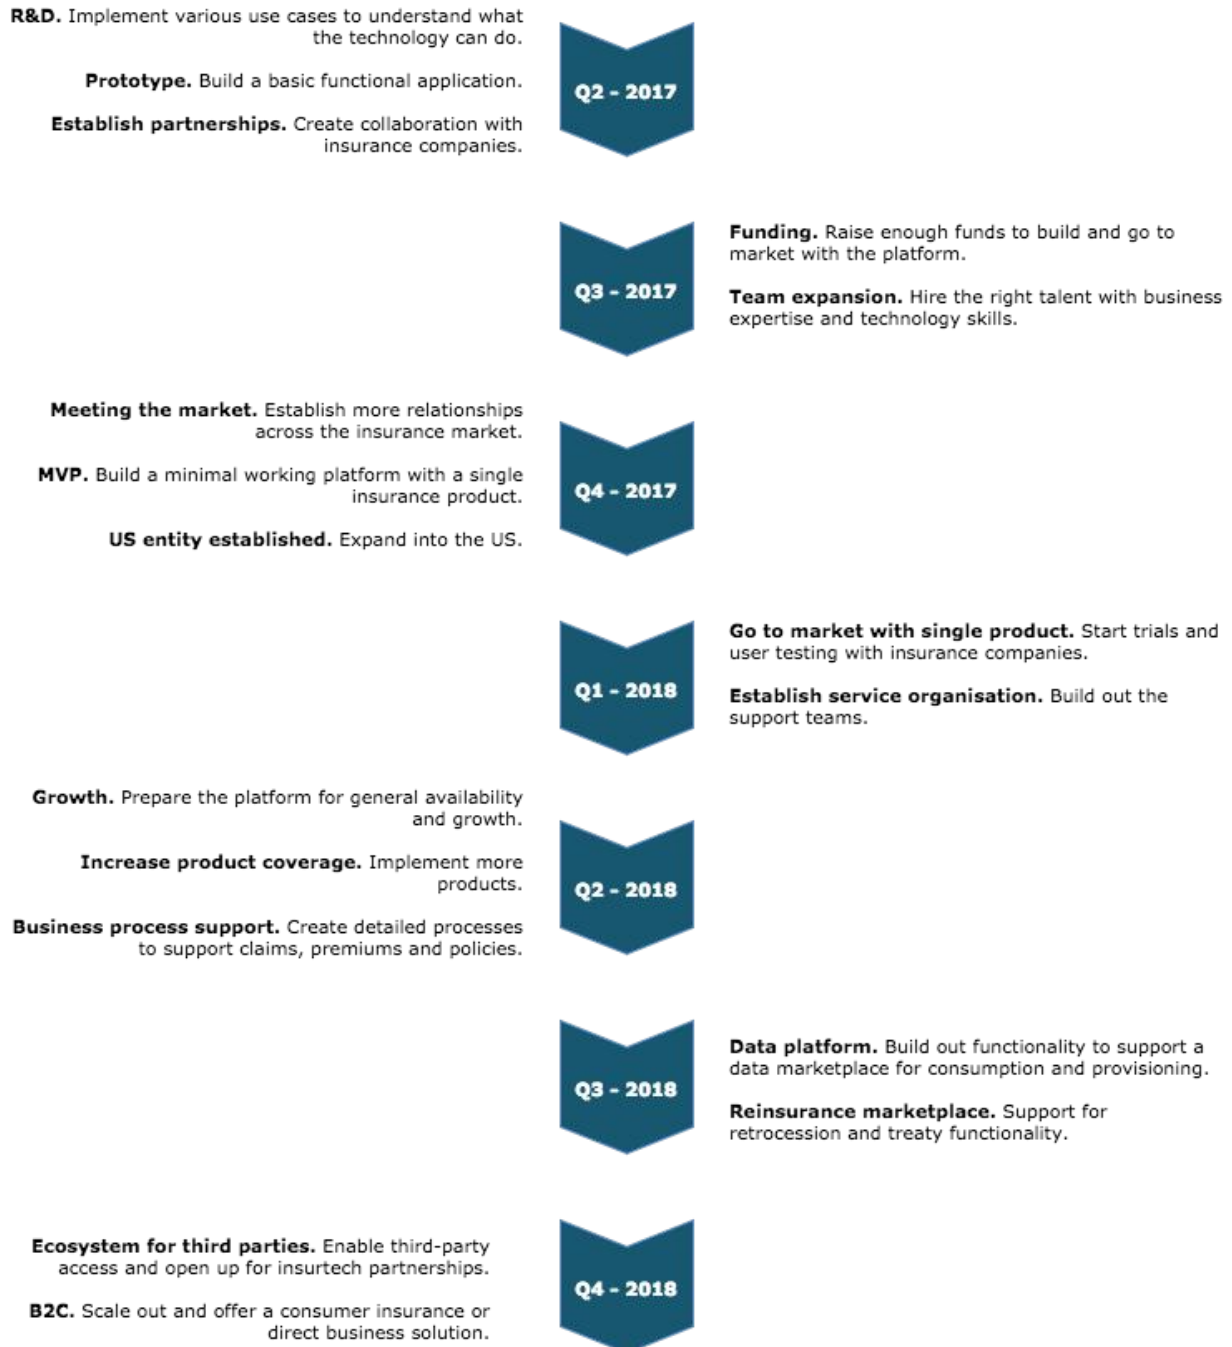 R&D. Implement various use cases to understand what
the technology can do.
Prototype. Build a basic functional application.
Establish partnerships. Create collaboration with
insurance companies.
Q2 - 2017
Q3 - 2017
Funding. Raise enough funds to build and go to
market with the platform.
Team expansion. Hire the right talent with business
expertise and technology skills.
Meeting the market. Establish more relationships
across the insurance market.
MVP. Build a minimal working platform with a single
insurance product.
US entity established. Expand into the US.
Q4 - 2017
Q1 - 2018
Go to market with single product. Start trials and
user testing with insurance companies.
Establish service organisation. Build out the
support teams.
Growth. Prepare the platform for general availability
and growth.
Increase product coverage. Implement more
products.
Business process support. Create detailed processes
to support claims, premiums and policies.
Q2 - 2018
Q3 - 2018
Data platform. Build out functionality to support a
data marketplace for consumption and provisioning.
Reinsurance marketplace. Support for
retrocession and treaty functionality.
Ecosystem for third parties. Enable third-party
access and open up for insurtech partnerships.
B2C. Scale out and offer a consumer insurance or
direct business solution.
Q4 - 2018